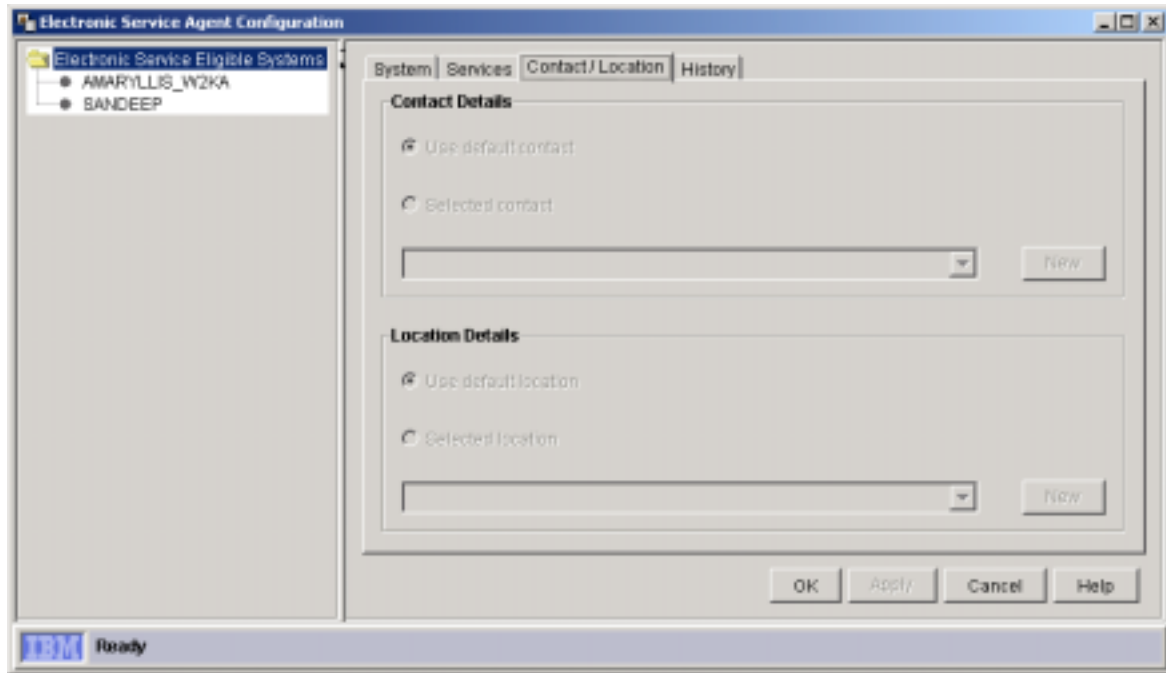 Electronic Service Agent Configuration
Electronic Service Eligible Systems
AMARYLLIS_W2KA
SANDEEP
System Services Contact / Location History
Contact Details
Use default contact
Selected contact
New
Location Details
Use default location
Selected location
New
OK Apply Cancel Help
IBM Ready